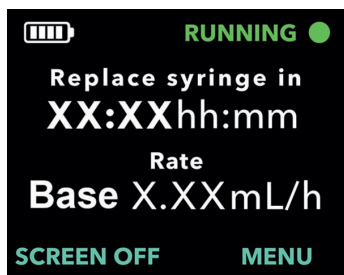 RUNNING
Replace syringe in
XX:XXhh:mm
Rate
Base X.XXmL/h
SCREEN OFF MENU